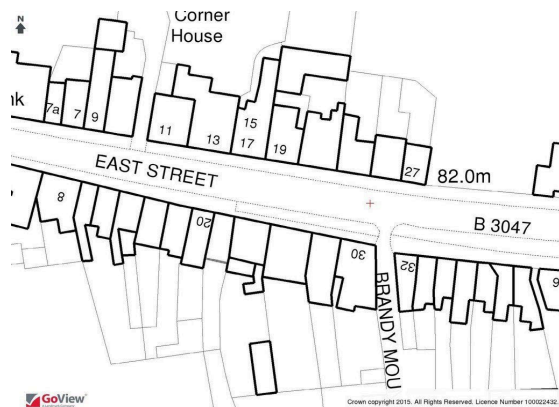 N
Corner
House
nk
7a
7
9
11
13
15
17
19
27
82.0m
EAST STREET
B 3047
8
20
30
32
BRANDY MOU
GoView
Crown copyright 2015. All Rights Reserved. Licence Number 100022432.